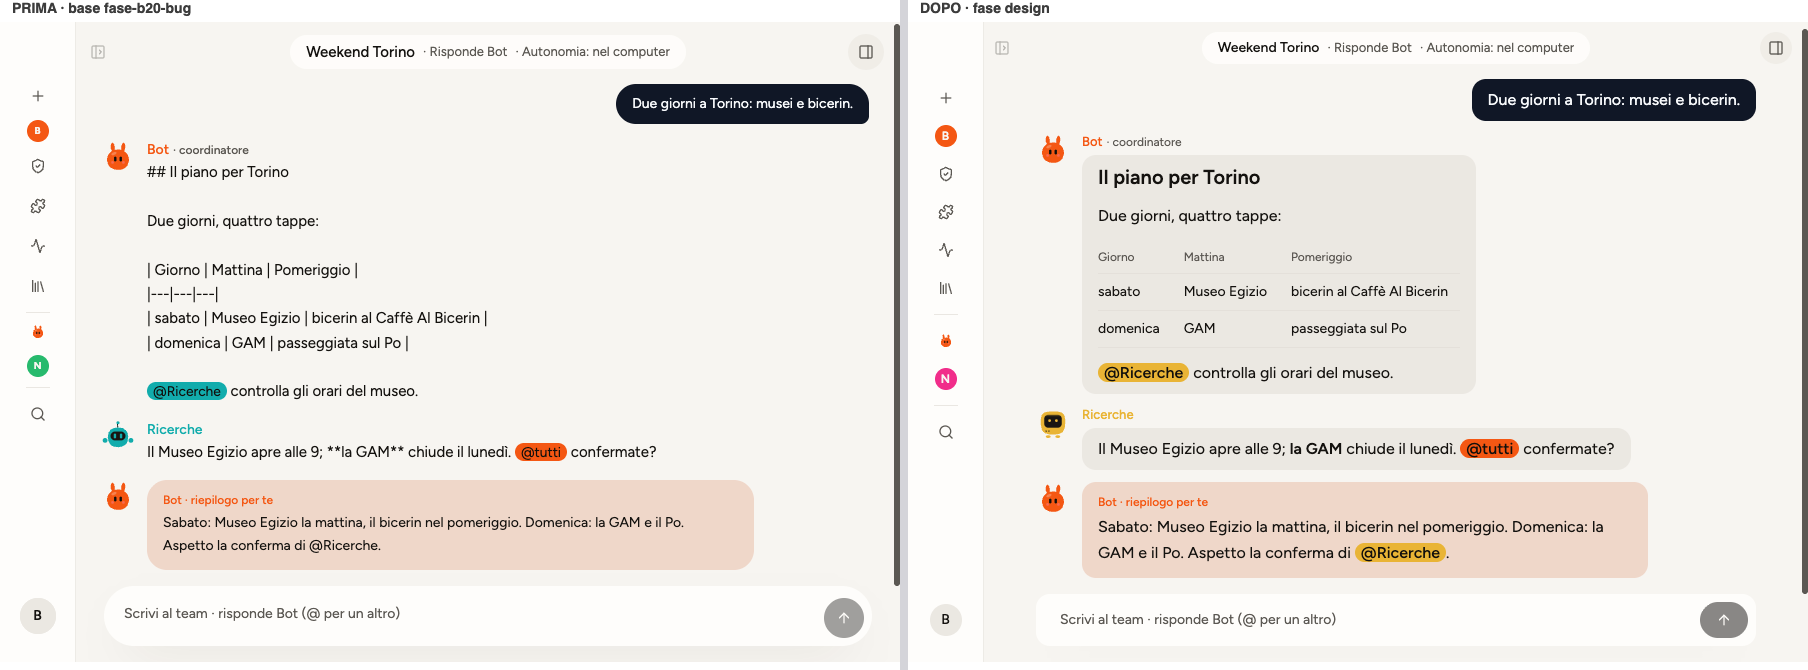 PRIMA · base fase-b20-bug
Weekend Torino · Risponde Bot · Autonomia: nel computer
Due giorni a Torino: musei e bicerin.
B
Bot · coordinatore
## Il piano per Torino
Due giorni, quattro tappe:
| Giorno | Mattina | Pomeriggio |
|---|---|---|
| sabato | Museo Egizio | bicerin al Caffè Al Bicerin |
| domenica | GAM | passeggiata sul Po |
N
@Ricerche controlla gli orari del museo.
Ricerche
Il Museo Egizio apre alle 9; **la GAM** chiude il lunedì. @tutti confermate?
Bot · riepilogo per te
Sabato: Museo Egizio la mattina, il bicerin nel pomeriggio. Domenica: la GAM e il Po.
Aspetto la conferma di @Ricerche.
B
Scrivi al team · risponde Bot (@ per un altro)
DOPO · fase design
Weekend Torino · Risponde Bot · Autonomia: nel computer
Due giorni a Torino: musei e bicerin.
B
Bot · coordinatore
Il piano per Torino
Due giorni, quattro tappe:
Giorno Mattina Pomeriggio
sabato Museo Egizio bicerin al Caffè Al Bicerin
domenica GAM passeggiata sul Po
@Ricerche controlla gli orari del museo.
N
Ricerche
Il Museo Egizio apre alle 9; la GAM chiude il lunedì. @tutti confermate?
Bot · riepilogo per te
Sabato: Museo Egizio la mattina, il bicerin nel pomeriggio. Domenica: la
GAM e il Po. Aspetto la conferma di @Ricerche.
B
Scrivi al team · risponde Bot (@ per un altro)